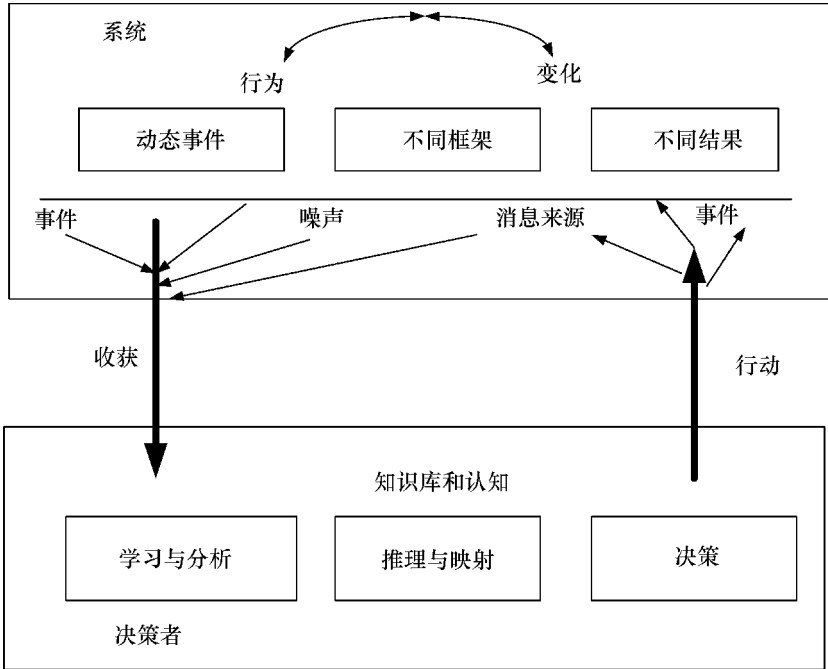 系统
行为
变化
动态事件
不同框架
不同结果
事件
噪声
消息来源
事件
收获
行动
知识库和认知
学习与分析
推理与映射
决策
决策者